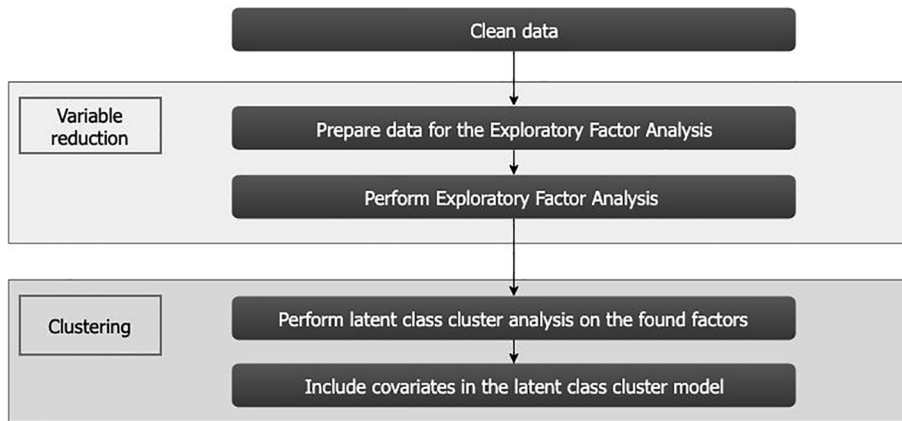 Clean data
Variable
reduction
Prepare data for the Exploratory Factor Analysis
Perform Exploratory Factor Analysis
Clustering
Perform latent class cluster analysis on the found factors
Include covariates in the latent class cluster model